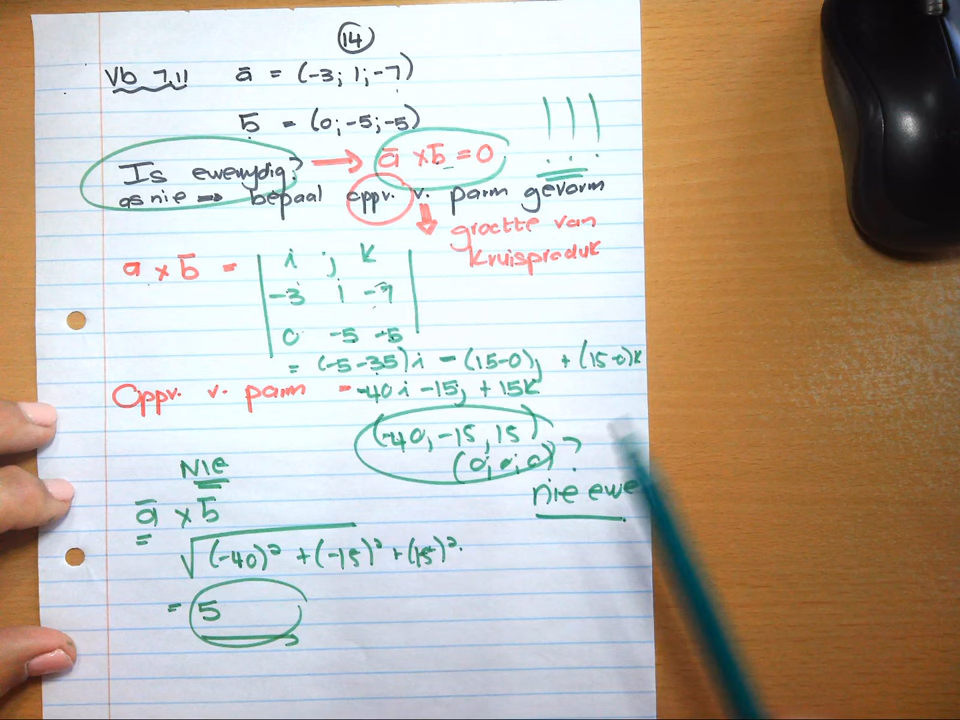 14
Vb 7.11 ā = (-3; 1; -7)
b̄ = (0; -5; -5)
Is eweydig? → ā × b̄ = 0
as nie → bepaal oppv. v. parm gevorm
grootte van
kruisproduk
a × b̄ = | i j k |
-3 1 -7
0 -5 -5
= (-5-35)i - (15-0)j + (15-0)k
Oppv. v. parm = -40i - 15j + 15k
(-40, -15, 15)
(0, 0, 0) ?
Nie
nie ewe
ā × b̄
= √(-40)² + (-15)² + (15)².
= 5